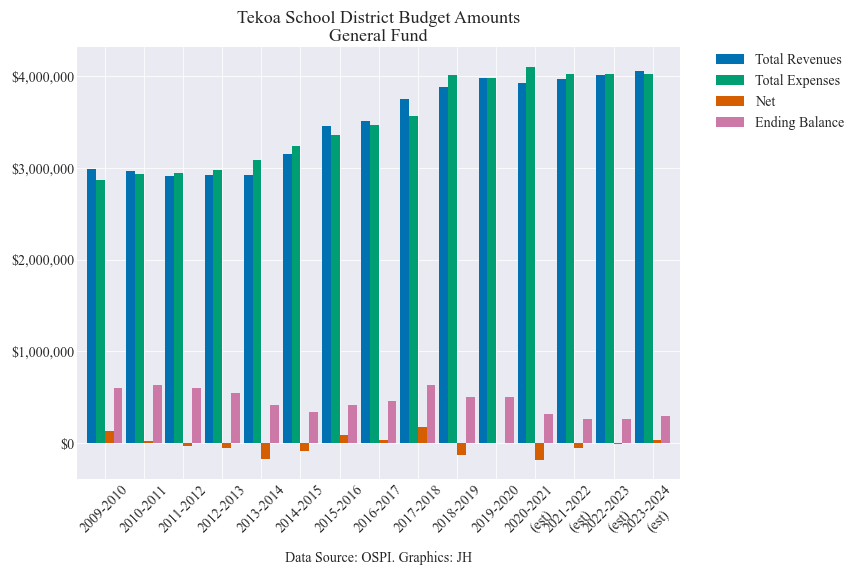 Tekoa School District Budget Amounts
General Fund
Total Revenues
Total Expenses
Net
Ending Balance
$4,000,000
$3,000,000
$2,000,000
$1,000,000
$0
2009-2010
2010-2011
2011-2012
2012-2013
2013-2014
2014-2015
2015-2016
2016-2017
2017-2018
2018-2019
2019-2020
2020-2021
(est)
2021-2022
(est)
2022-2023
(est)
2023-2024
(est)
Data Source: OSPI. Graphics: JH